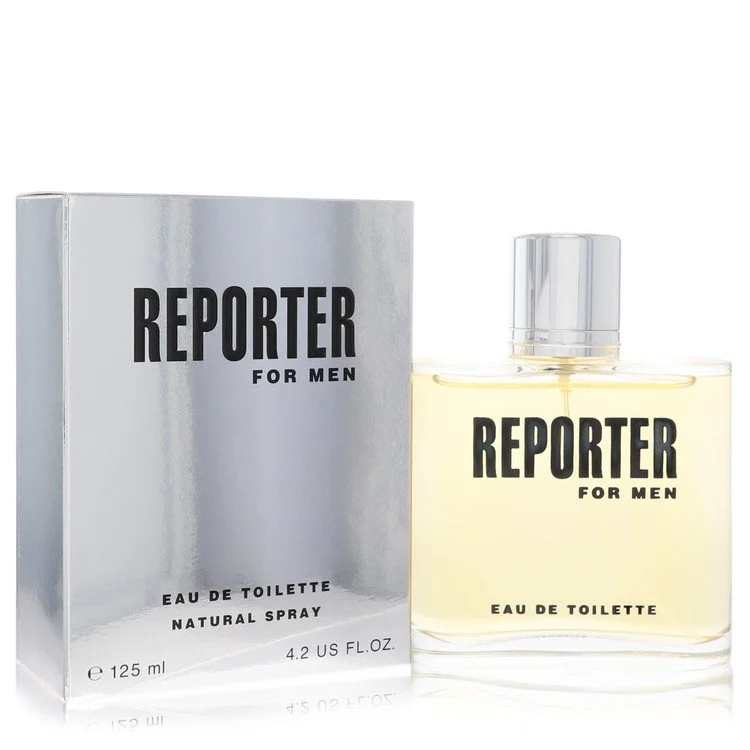 REPORTER
FOR MEN
EAU DE TOILETTE
NATURAL SPRAY
℮ 125 ml
4.2 US FL.OZ.
REPORTER
FOR MEN
EAU DE TOILETTE